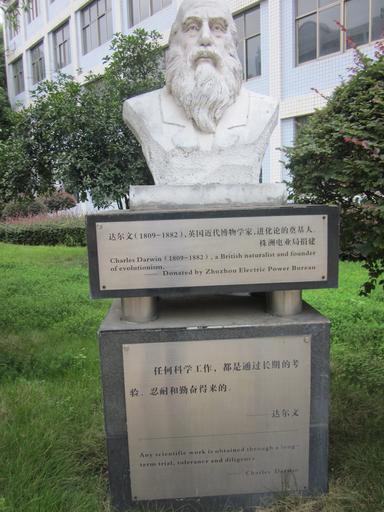 达尔文(1809-1882),英国近代博物学家,进化论的奠基人.
株洲电业局捐建
Charles Darwin (1809-1882), a British naturalist and founder
of evolutionism.
—— Donated by Zhuzhou Electric Power Bureau
任何科学工作，都是通过长期的考
验、忍耐和勤奋得来的.
——达尔文
Any scientific work is obtained through a long-
term trial, tolerance and diligence.
—— Charles Darwin